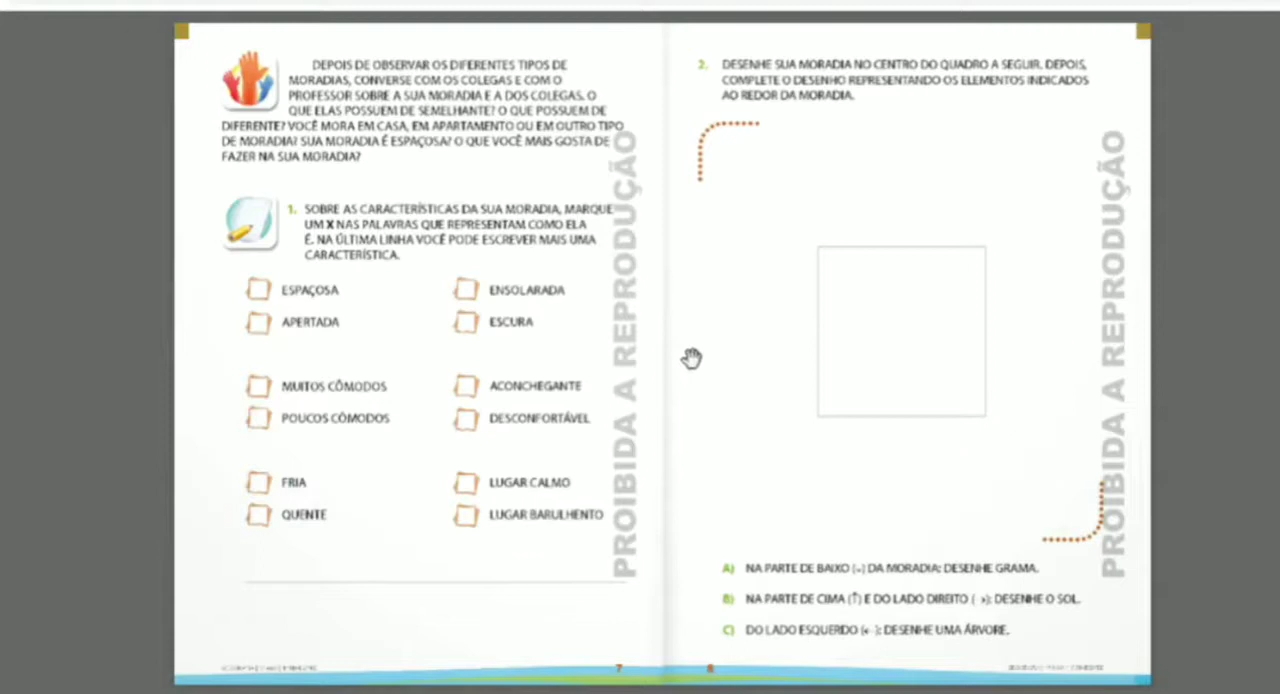 DEPOIS DE OBSERVAR OS DIFERENTES TIPOS DE
MORADIAS, CONVERSE COM OS COLEGAS E COM O
PROFESSOR SOBRE A SUA MORADIA E A DOS COLEGAS. O
QUE ELAS POSSUEM DE SEMELHANTE? O QUE POSSUEM DE
DIFERENTE? VOCÊ MORA EM CASA, EM APARTAMENTO OU EM OUTRO TIPO
DE MORADIA? SUA MORADIA É ESPAÇOSA? O QUE VOCÊ MAIS GOSTA DE
FAZER NA SUA MORADIA?
1. SOBRE AS CARACTERÍSTICAS DA SUA MORADIA, MARQUE
UM X NAS PALAVRAS QUE REPRESENTAM COMO ELA
É. NA ÚLTIMA LINHA VOCÊ PODE ESCREVER MAIS UMA
CARACTERÍSTICA.
ESPAÇOSA
ENSOLARADA
APERTADA
ESCURA
MUITOS CÔMODOS
ACONCHEGANTE
POUCOS CÔMODOS
DESCONFORTÁVEL
FRIA
LUGAR CALMO
QUENTE
LUGAR BARULHENTO
PROIBIDA A REPRODUÇÃO
7
2. DESENHE SUA MORADIA NO CENTRO DO QUADRO A SEGUIR. DEPOIS,
COMPLETE O DESENHO REPRESENTANDO OS ELEMENTOS INDICADOS
AO REDOR DA MORADIA.
A) NA PARTE DE BAIXO (↓) DA MORADIA: DESENHE GRAMA.
B) NA PARTE DE CIMA (↑) E DO LADO DIREITO (→): DESENHE O SOL.
C) DO LADO ESQUERDO (←): DESENHE UMA ÁRVORE.
PROIBIDA A REPRODUÇÃO
8